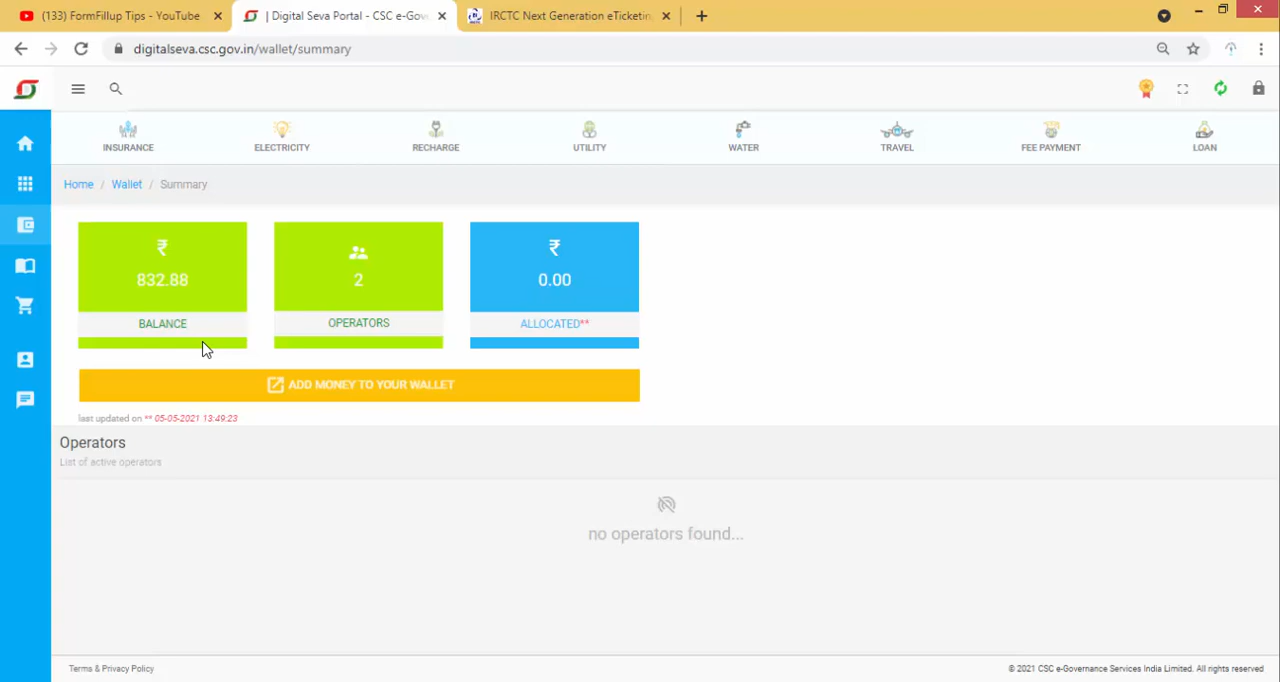 (133) FormFillup Tips - YouTube
| Digital Seva Portal - CSC e-Gov
IRCTC Next Generation eTicketin
digitalseva.csc.gov.in/wallet/summary
INSURANCE
ELECTRICITY
RECHARGE
UTILITY
WATER
TRAVEL
FEE PAYMENT
LOAN
Home / Wallet / Summary
₹
832.88
BALANCE
2
OPERATORS
₹
0.00
ALLOCATED**
ADD MONEY TO YOUR WALLET
last updated on ** 05-05-2021 13:49:23
Operators
List of active operators
no operators found...
Terms & Privacy Policy
© 2021 CSC e-Governance Services India Limited. All rights reserved